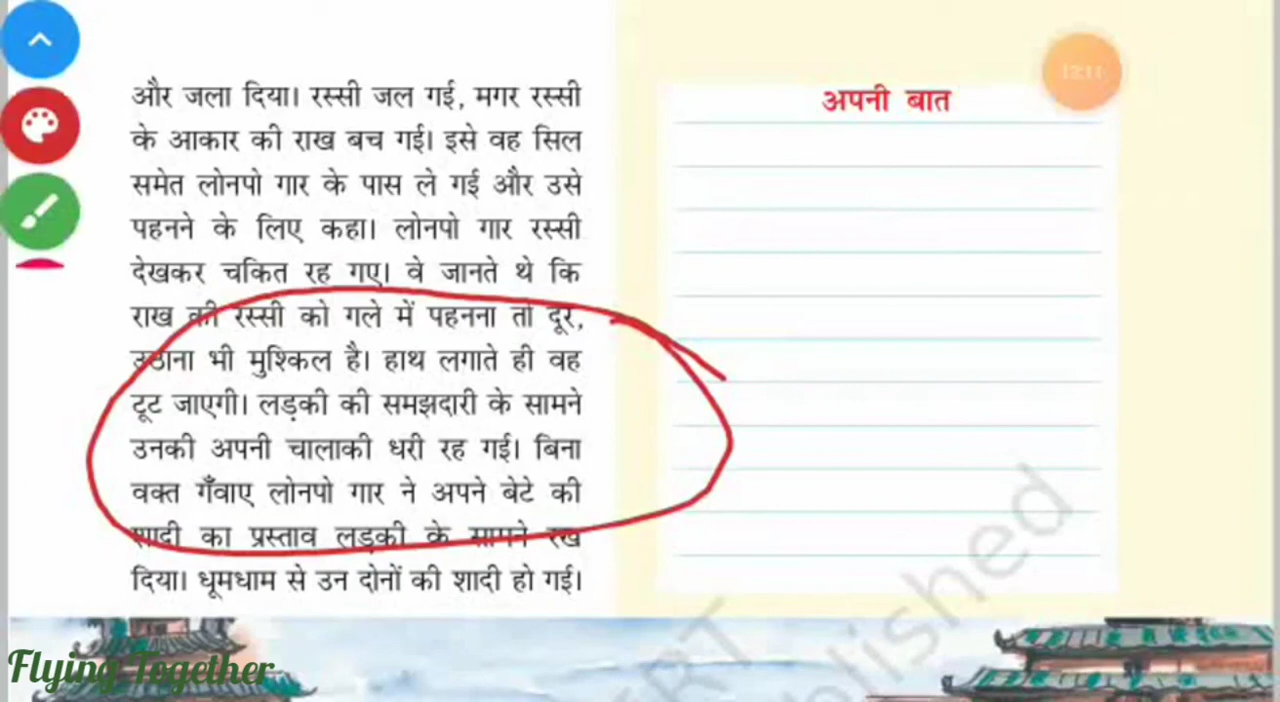 और जला दिया। रस्सी जल गई, मगर रस्सी
के आकार की राख बच गई। इसे वह सिल
समेत लोनपो गार के पास ले गई और उसे
पहनने के लिए कहा। लोनपो गार रस्सी
देखकर चकित रह गए। वे जानते थे कि
राख की रस्सी को गले में पहनना तो दूर,
उठाना भी मुश्किल है। हाथ लगाते ही वह
टूट जाएगी। लड़की की समझदारी के सामने
उनकी अपनी चालाकी धरी रह गई। बिना
वक्त गँवाए लोनपो गार ने अपने बेटे की
शादी का प्रस्ताव लड़की के सामने रख
दिया। धूमधाम से उन दोनों की शादी हो गई।
अपनी बात
12:11
Flying Together